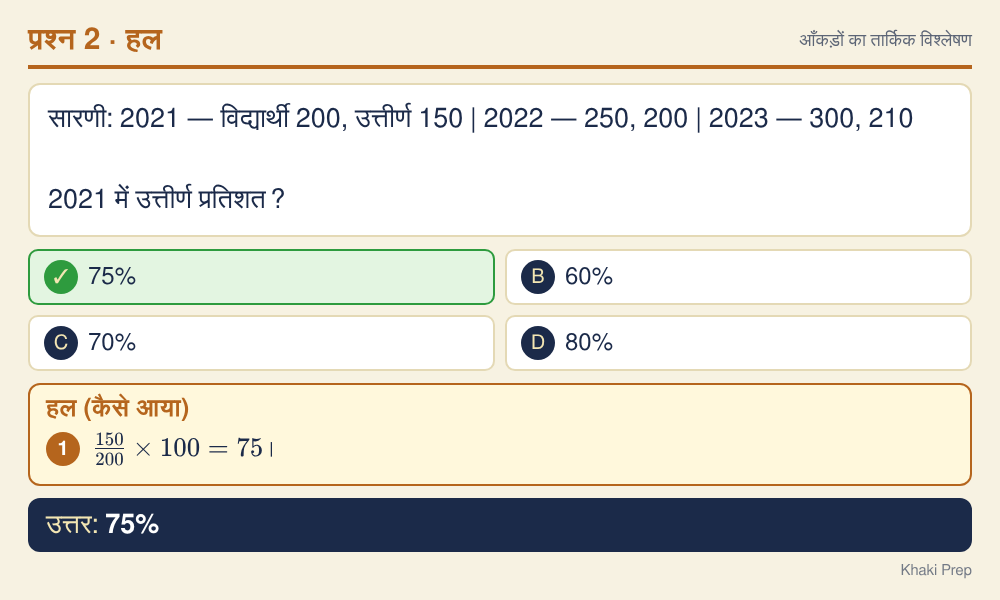 प्रश्न 2 · हल
आँकड़ों का तार्किक विश्लेषण
सारणी: 2021 — विद्यार्थी 200, उत्तीर्ण 150 | 2022 — 250, 200 | 2023 — 300, 210
2021 में उत्तीर्ण प्रतिशत ?
✓ 75%
B 60%
C 70%
D 80%
हल (कैसे आया)
1 150/200 × 100 = 75।
उत्तर: 75%
Khaki Prep